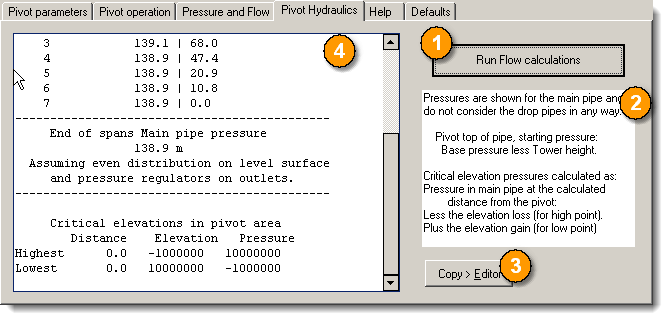 Pivot parameters Pivot operation Pressure and Flow Pivot Hydraulics Help Defaults
3 139.1 | 68.0
4 138.9 | 47.4
5 138.9 | 20.9
6 138.9 | 10.8
7 138.9 | 0.0
----------------------------------------
End of spans Main pipe pressure
138.9 m
Assuming even distribution on level surface
and pressure regulators on outlets.
----------------------------------------
Critical elevations in pivot area
Distance Elevation Pressure
Highest 0.0 -1000000 10000000
Lowest 0.0 10000000 -1000000
4
1
Run Flow calculations
2
Pressures are shown for the main pipe and
do not consider the drop pipes in any way:
Pivot top of pipe, starting pressure:
Base pressure less Tower height.
Critical elevation pressures calculated as:
Pressure in main pipe at the calculated
distance from the pivot:
Less the elevation loss (for high point).
Plus the elevation gain (for low point)
3
Copy > Editor